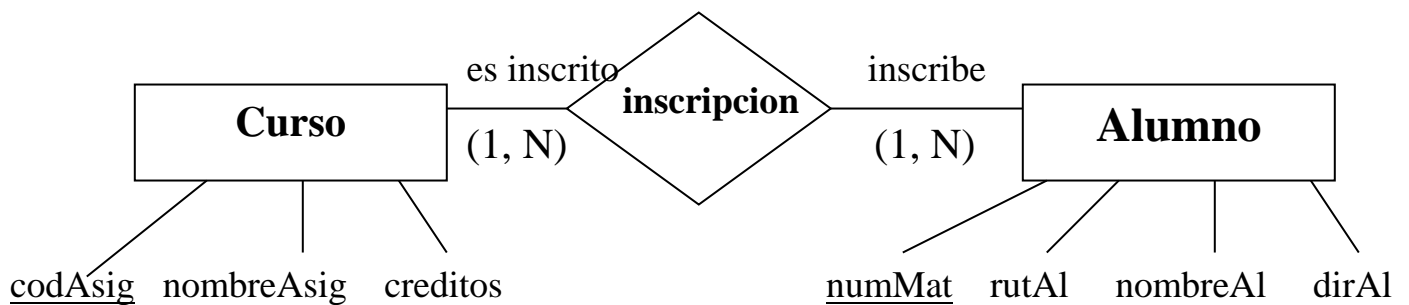 es inscrito
inscribe
Curso
inscripcion
Alumno
(1, N)
(1, N)
codAsig nombreAsig creditos
numMat rutAl nombreAl dirAl